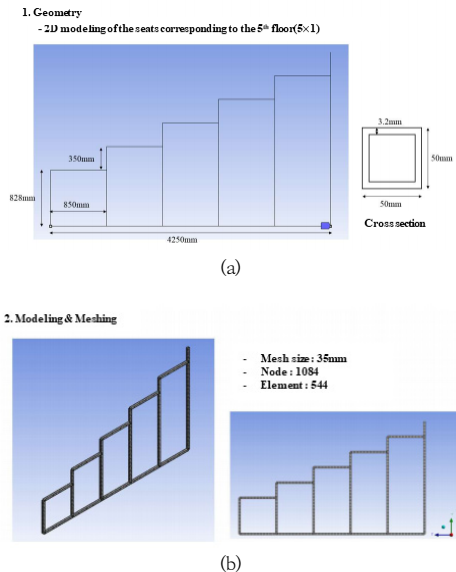 1. Geometry
- 2D modeling of the seats corresponding to the 5th floor(5×1)
3.2mm
350mm
50mm
828mm
850mm
50mm
Cross section
4250mm
(a)
2. Modeling & Meshing
- Mesh size : 35mm
- Node : 1084
- Element : 544
(b)